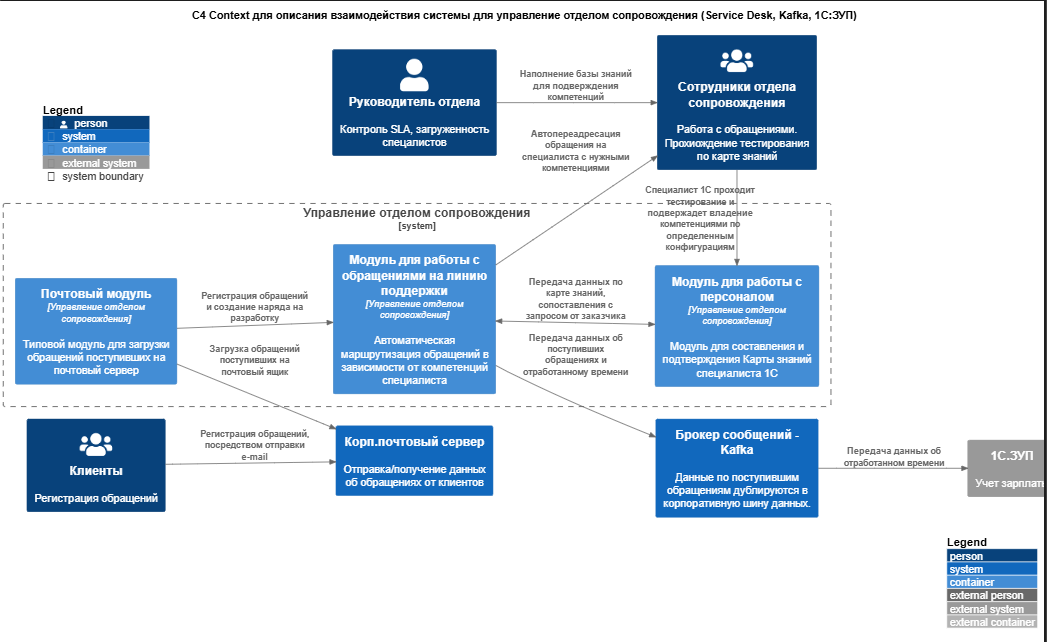 C4 Context для описания взаимодействия системы для управление отделом сопровождения (Service Desk, Kafka, 1С:ЗУП)
Legend
person
system
container
external system
system boundary
Руководитель отдела
Контроль SLA, загруженность
спецалистов
Наполнение базы знаний
для подверждения
компетенций
Сотрудники отдела
сопровождения
Работа с обращениями.
Прохиождение тестирования
по карте знаний
Автопереадресация
обращения на
специалиста с нужными
компетенциями
Специалист 1С проходит
тестирование и
подвержадет владение
компетенциями по
определенным
конфигурациям
Управление отделом сопровождения
[system]
Почтовый модуль
[Управление отделом
сопровождения]
Типовой модуль для загрузки
обращений поступивших на
почтовый сервер
Регистрация обращений
и создание наряда на
разработку
Загрузка обращений
поступивших на
почтовый ящик
Модуль для работы с
обращениями на линию
поддержки
[Управление отделом
сопровождения]
Автоматическая
маршрутизация обращений в
зависимости от компетенций
специалиста
Передача данных по
карте знаний,
сопоставления с
запросом от заказчика
Передача данных об
поступивших
обращениях и
отработанному времени
Модуль для работы с
персоналом
[Управление отделом
сопровождения]
Модуль для составления и
подтверждения Карты знаний
специалиста 1С
Клиенты
Регистрация обращений
Регистрация обращений,
посредством отправки
e-mail
Корп.почтовый сервер
Отправка/получение данных
об обращениях от клиентов
Брокер сообщений -
Kafka
Данные по поступившим
обращениям дублируются в
корпоративную шину данных.
Передача данных об
отработанному времени
1С.ЗУП
Учет зарплат
Legend
person
system
container
external person
external system
external container